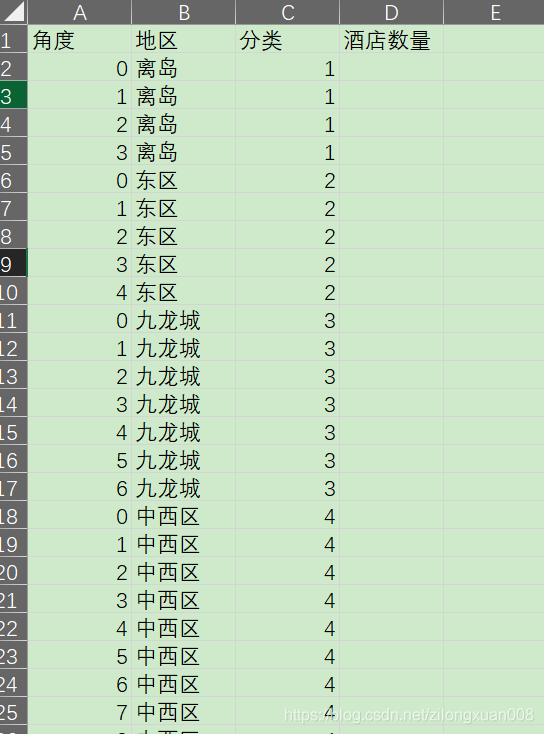 A B C D E
1 角度 地区 分类 酒店数量
2 0 离岛 1
3 1 离岛 1
4 2 离岛 1
5 3 离岛 1
6 0 东区 2
7 1 东区 2
8 2 东区 2
9 3 东区 2
10 4 东区 2
11 0 九龙城 3
12 1 九龙城 3
13 2 九龙城 3
14 3 九龙城 3
15 4 九龙城 3
16 5 九龙城 3
17 6 九龙城 3
18 0 中西区 4
19 1 中西区 4
20 2 中西区 4
21 3 中西区 4
22 4 中西区 4
23 5 中西区 4
24 6 中西区 4
25 7 中西区 4
https://blog.csdn.net/zilongxuan008